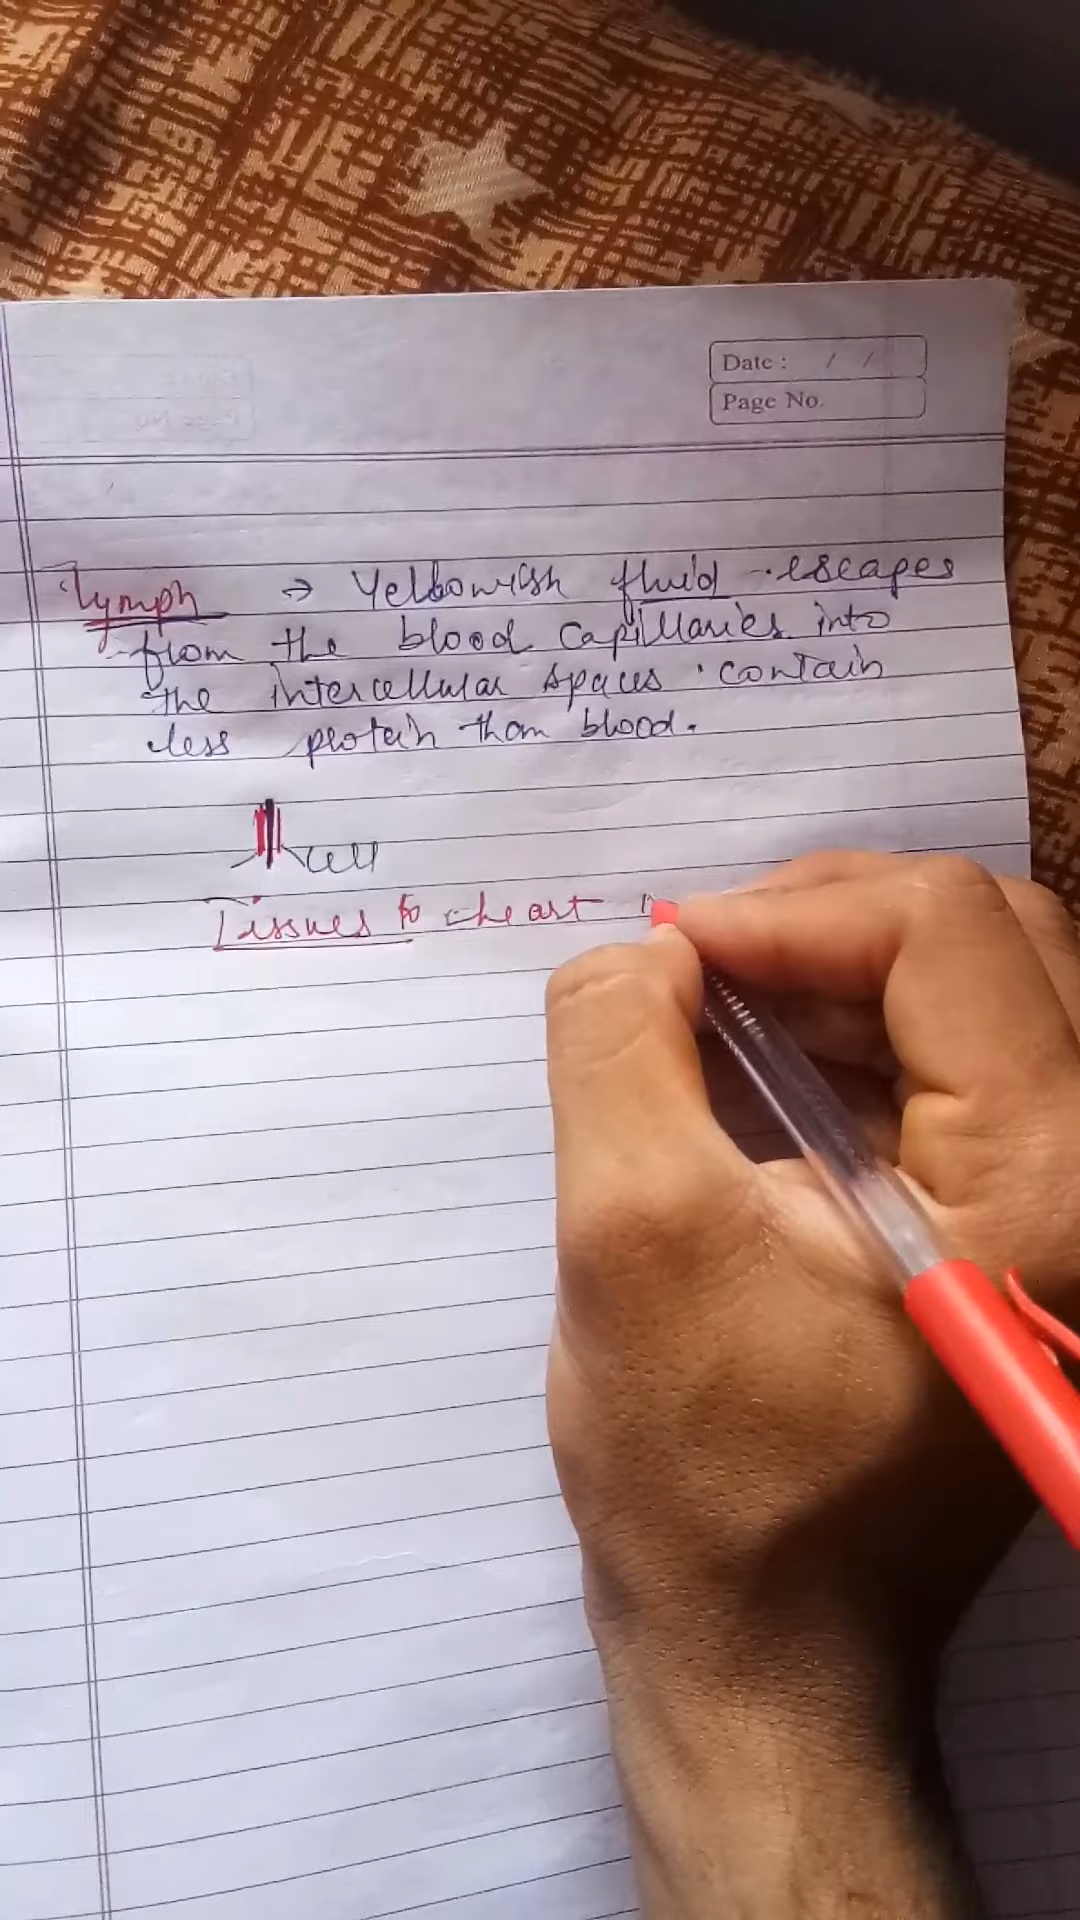 Date : / /
Page No.
Lymph → Yellowish fluid escapes
from the blood capillaries into
the intercellular spaces . contain
less protein than blood.
cell
Tissues to heart